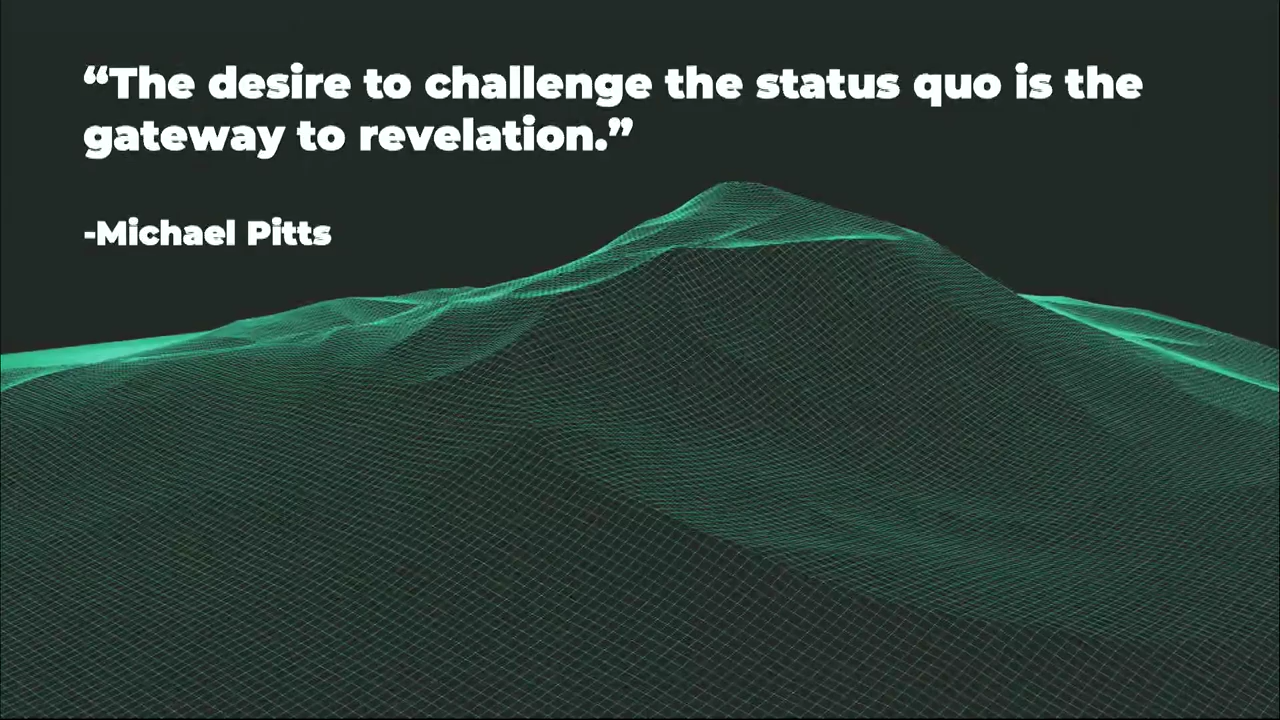 “The desire to challenge the status quo is the
gateway to revelation.”
-Michael Pitts